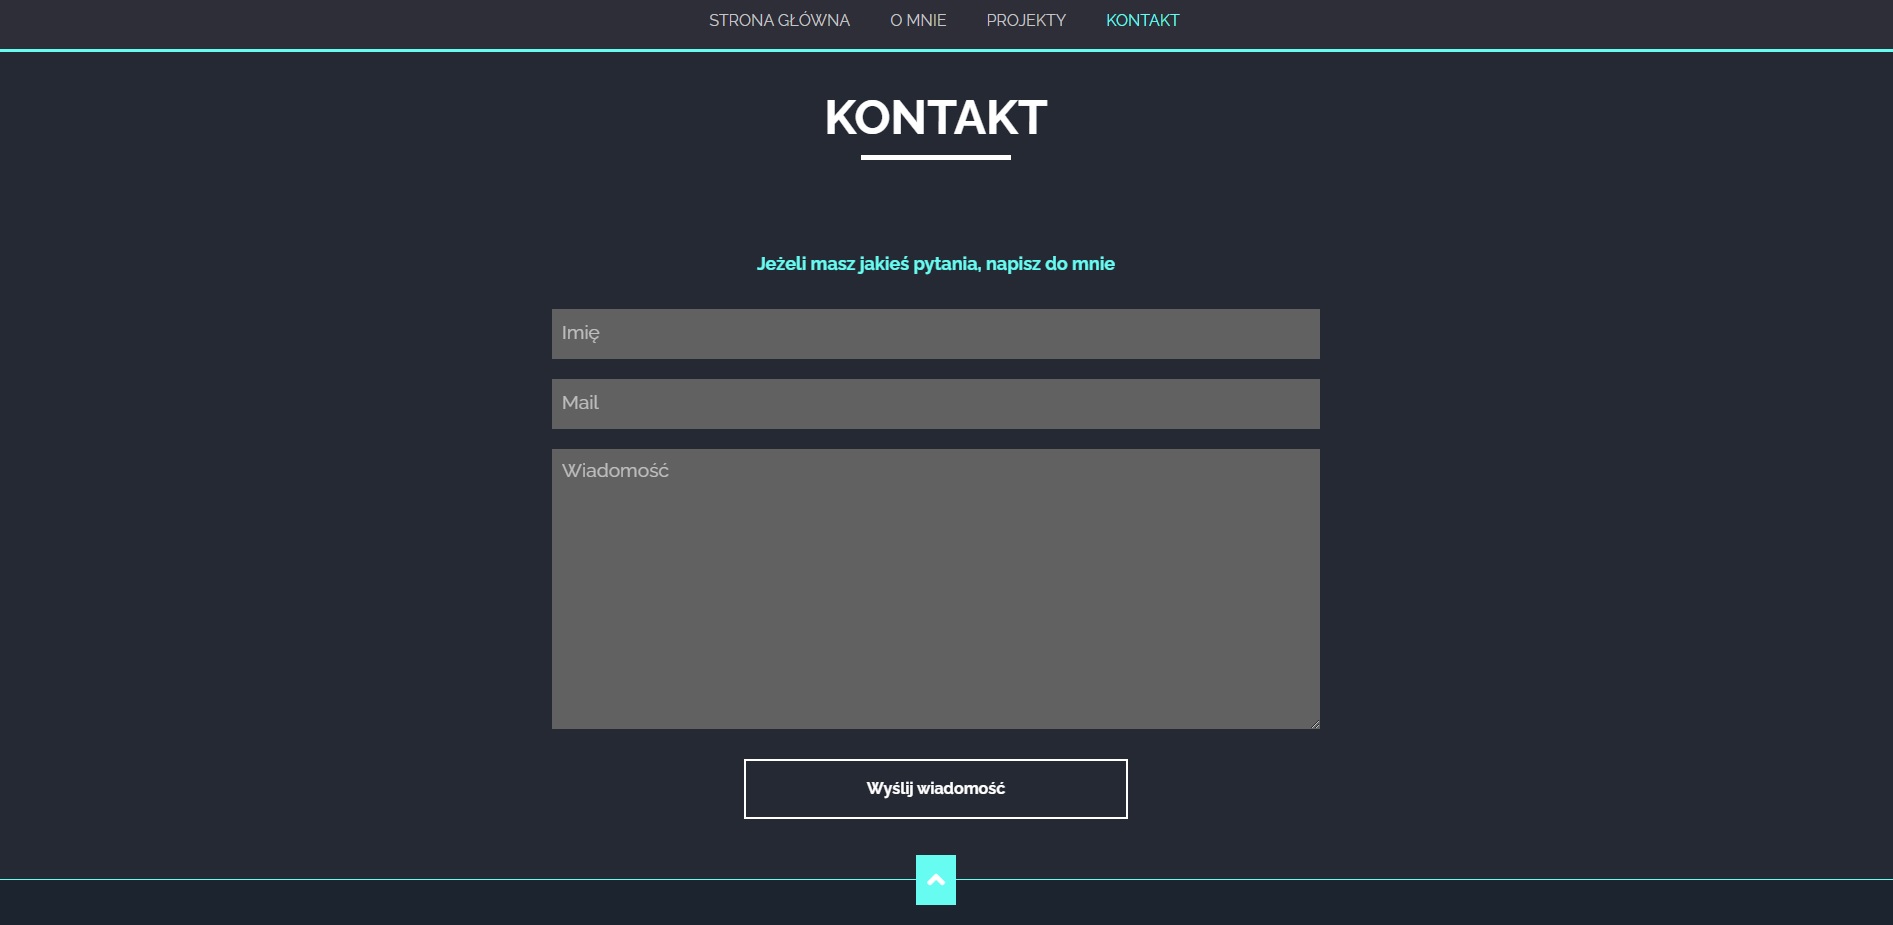 STRONA GŁÓWNA O MNIE PROJEKTY KONTAKT
KONTAKT
Jeżeli masz jakieś pytania, napisz do mnie
Imię
Mail
Wiadomość
Wyślij wiadomość